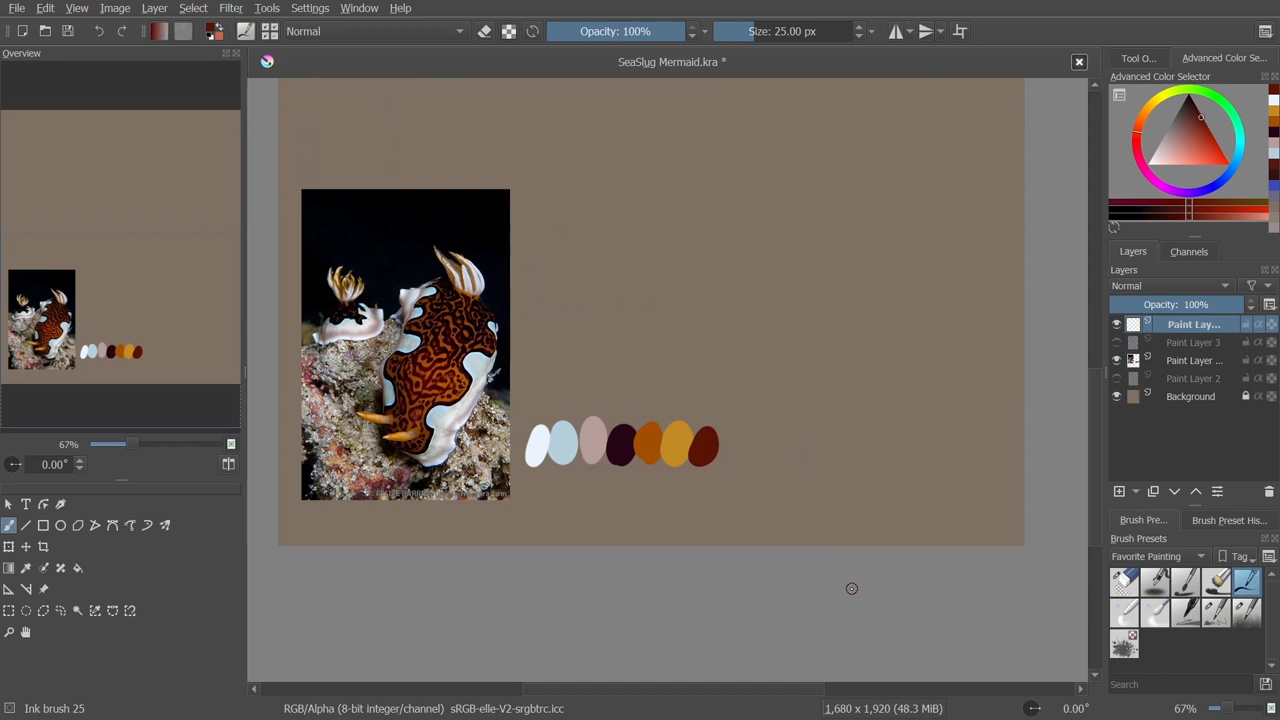 File Edit Image Layer Select Filter Tools Settings Window Help
Normal
Opacity: 100%
Size: 25.00 px
Overview
SeaSlug Mermaid.kra *
Tool O...
Advanced Color Se...
Advanced Color Selector
Layers
Channels
Layers
Normal
Opacity: 100%
Paint Lay...
Paint Layer 3
Paint Layer ...
Paint Layer 2
Background
67%
0.00°
Brush Pre...
Brush Preset His...
Brush Presets
Favorite Painting
Tag
Search
Ink brush 25
RGB/Alpha (8-bit integer/channel) sRGB-elle-V2-srgbtrc.icc
1,680 x 1,920 (48.3 MiB)
0.00°
67%